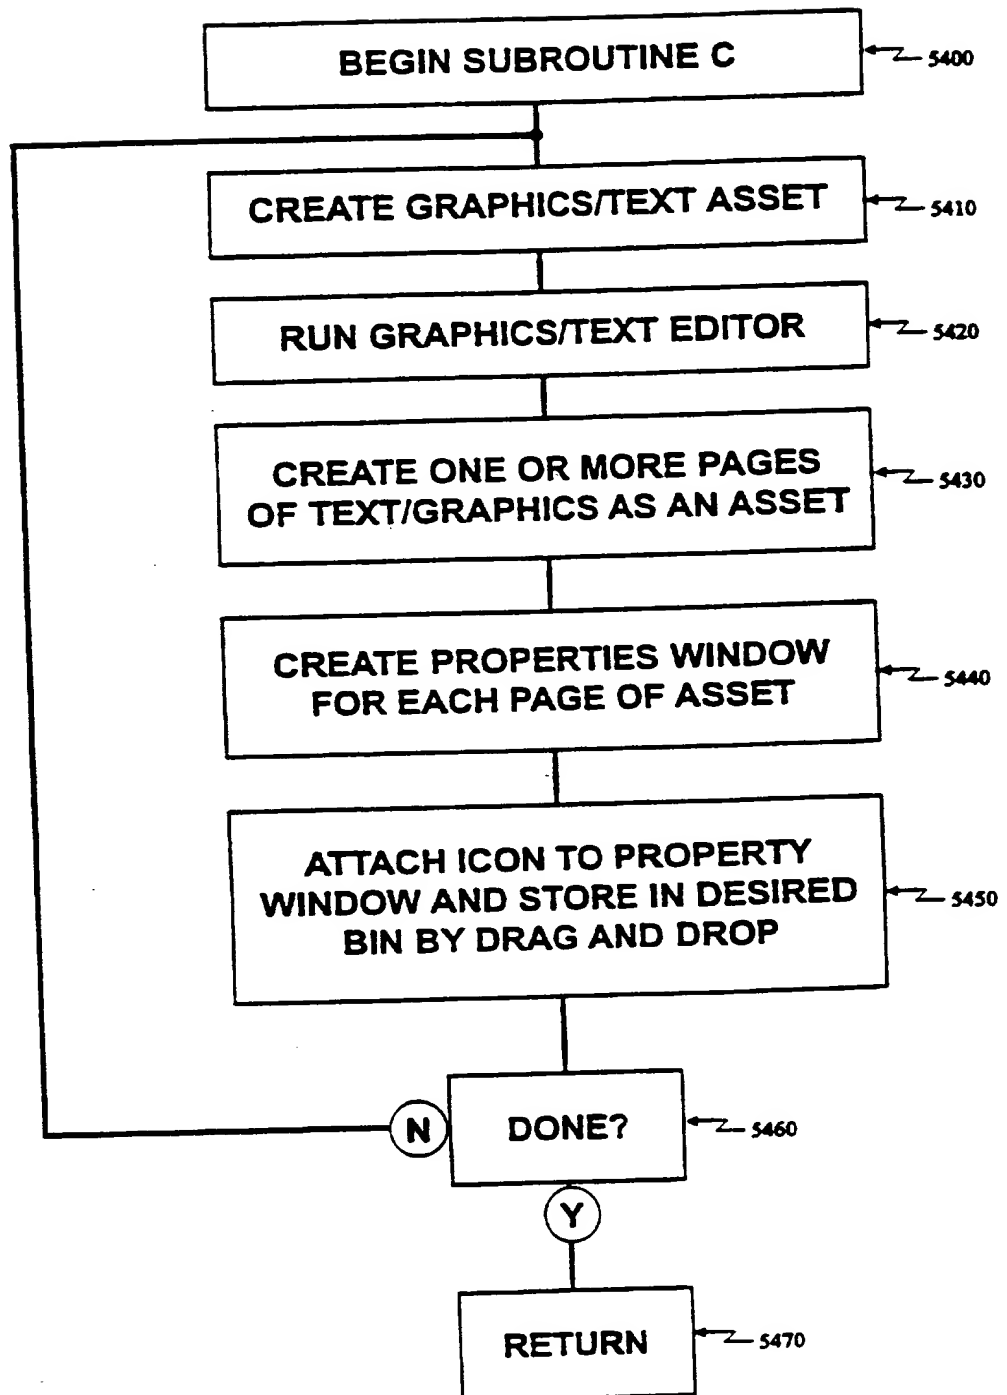 BEGIN SUBROUTINE C
5400
CREATE GRAPHICS/TEXT ASSET
5410
RUN GRAPHICS/TEXT EDITOR
5420
CREATE ONE OR MORE PAGES
OF TEXT/GRAPHICS AS AN ASSET
5430
CREATE PROPERTIES WINDOW
FOR EACH PAGE OF ASSET
5440
ATTACH ICON TO PROPERTY
WINDOW AND STORE IN DESIRED
BIN BY DRAG AND DROP
5450
N
DONE?
5460
Y
RETURN
5470